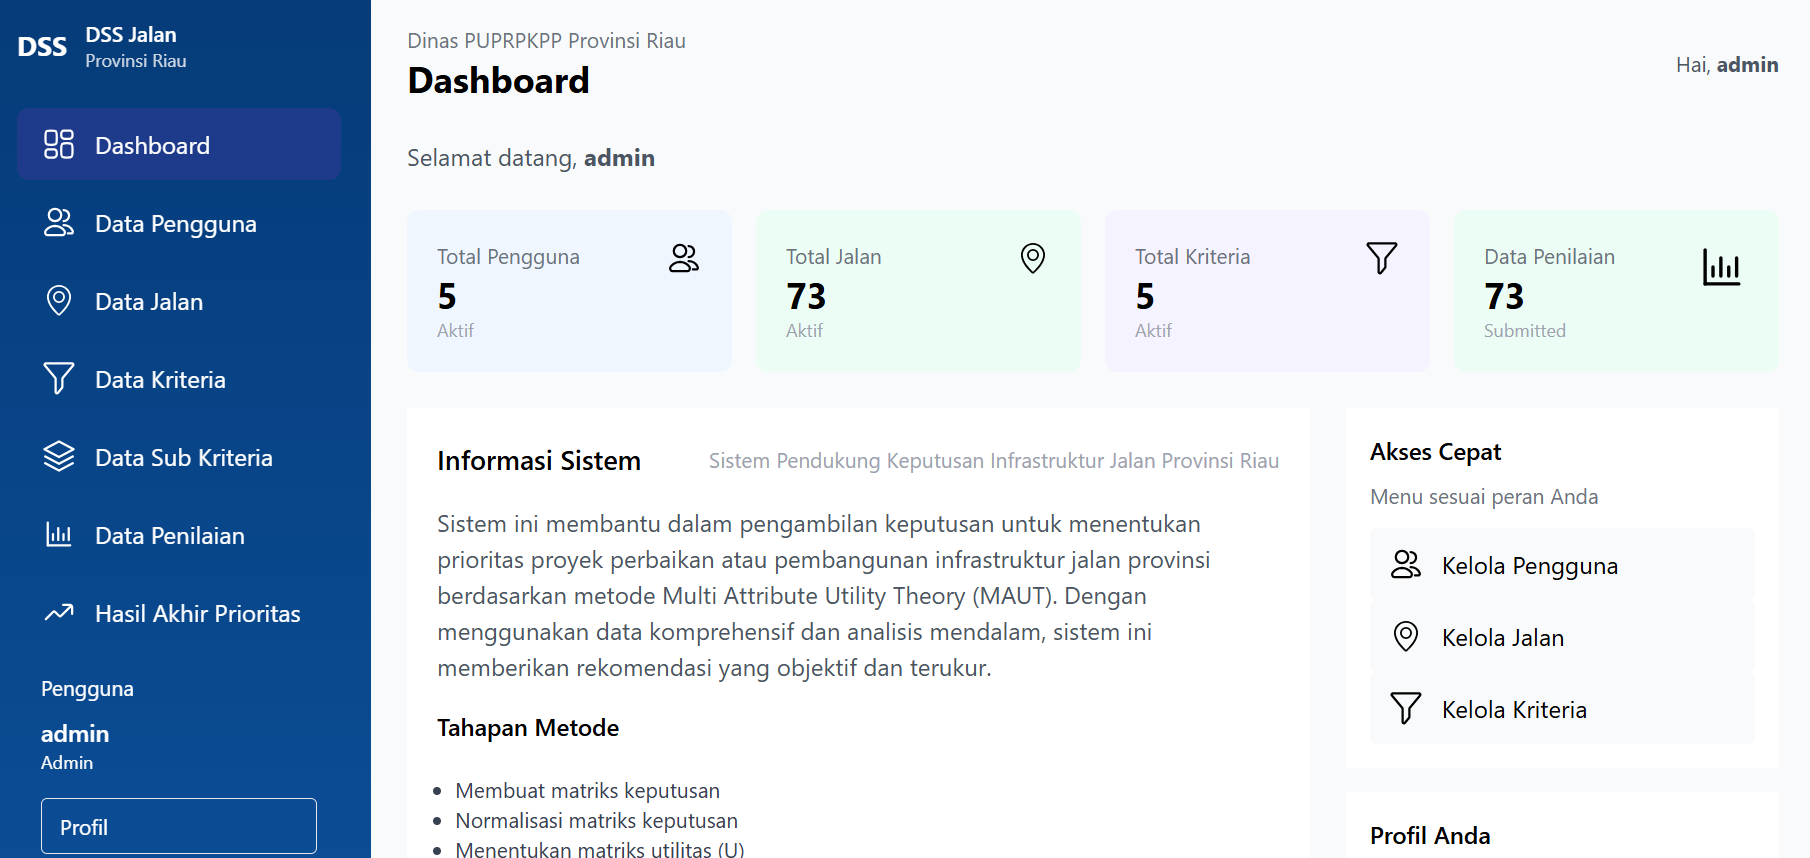 DSS
DSS Jalan
Provinsi Riau
Dashboard
Data Pengguna
Data Jalan
Data Kriteria
Data Sub Kriteria
Data Penilaian
Hasil Akhir Prioritas
Pengguna
admin
Admin
Profil
Dinas PUPRPKPP Provinsi Riau
Dashboard
Hai, admin
Selamat datang, admin
Total Pengguna
5
Aktif
Total Jalan
73
Aktif
Total Kriteria
5
Aktif
Data Penilaian
73
Submitted
Informasi Sistem
Sistem Pendukung Keputusan Infrastruktur Jalan Provinsi Riau
Sistem ini membantu dalam pengambilan keputusan untuk menentukan
prioritas proyek perbaikan atau pembangunan infrastruktur jalan provinsi
berdasarkan metode Multi Attribute Utility Theory (MAUT). Dengan
menggunakan data komprehensif dan analisis mendalam, sistem ini
memberikan rekomendasi yang objektif dan terukur.
Tahapan Metode
• Membuat matriks keputusan
• Normalisasi matriks keputusan
• Menentukan matriks utilitas (U)
Akses Cepat
Menu sesuai peran Anda
Kelola Pengguna
Kelola Jalan
Kelola Kriteria
Profil Anda